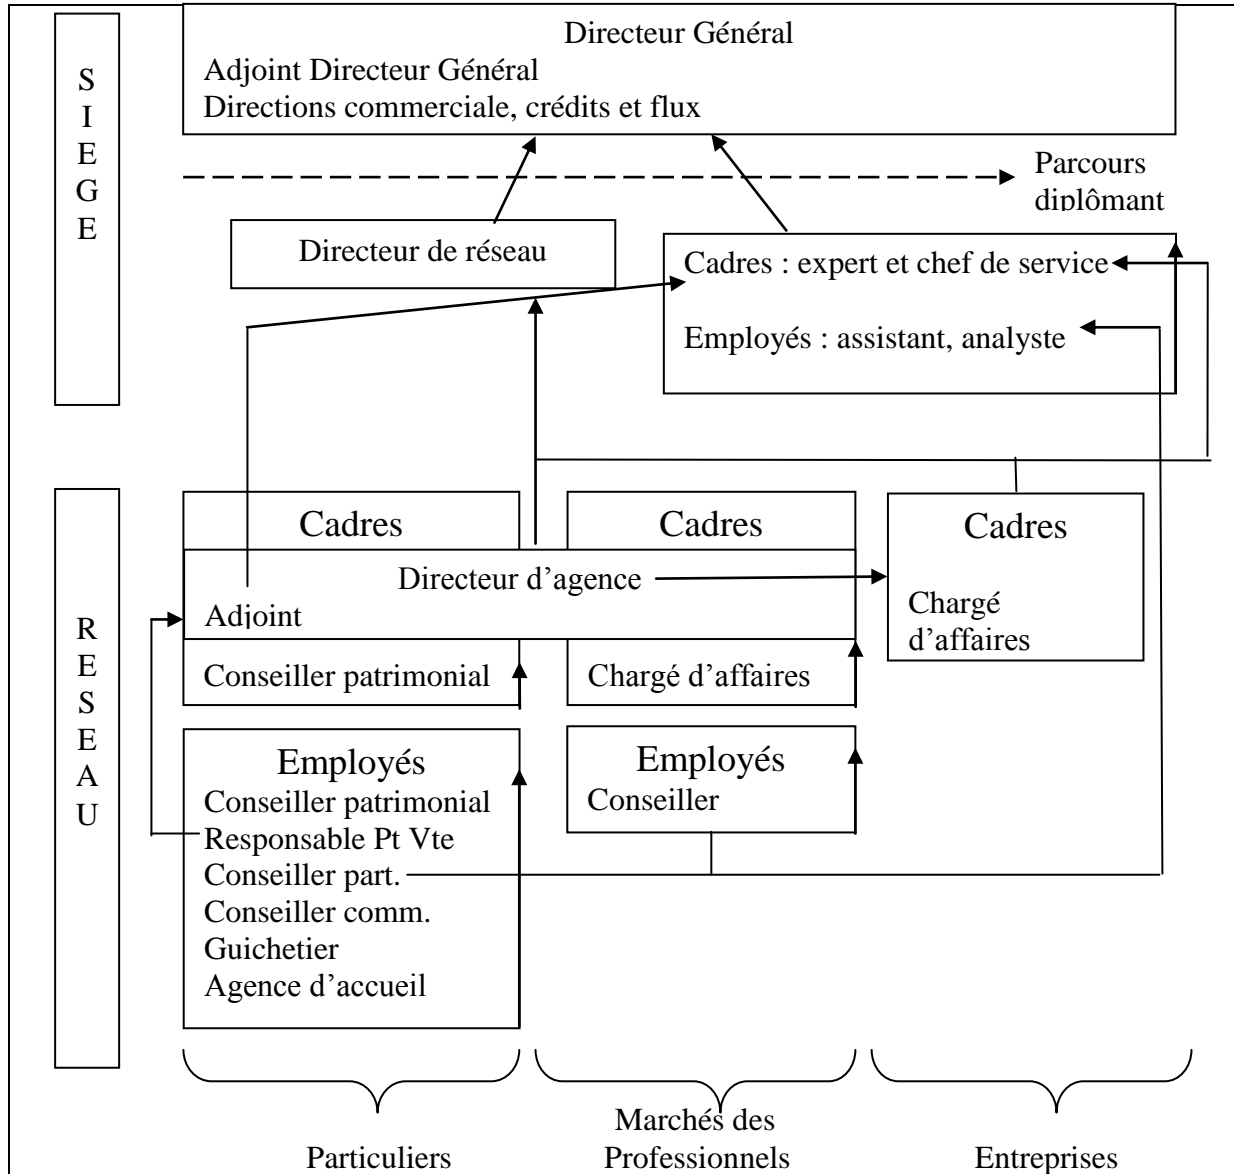 SIEGE
Directeur Général
Adjoint Directeur Général
Directions commerciale, crédits et flux
Parcours
diplômant
Directeur de réseau
Cadres : expert et chef de service
Employés : assistant, analyste
RESEAU
Cadres
Cadres
Cadres
Directeur d’agence
Adjoint
Chargé
d’affaires
Conseiller patrimonial
Chargé d’affaires
Employés
Conseiller patrimonial
Responsable Pt Vte
Conseiller part.
Conseiller comm.
Guichetier
Agence d’accueil
Employés
Conseiller
Particuliers
Marchés des
Professionnels
Entreprises